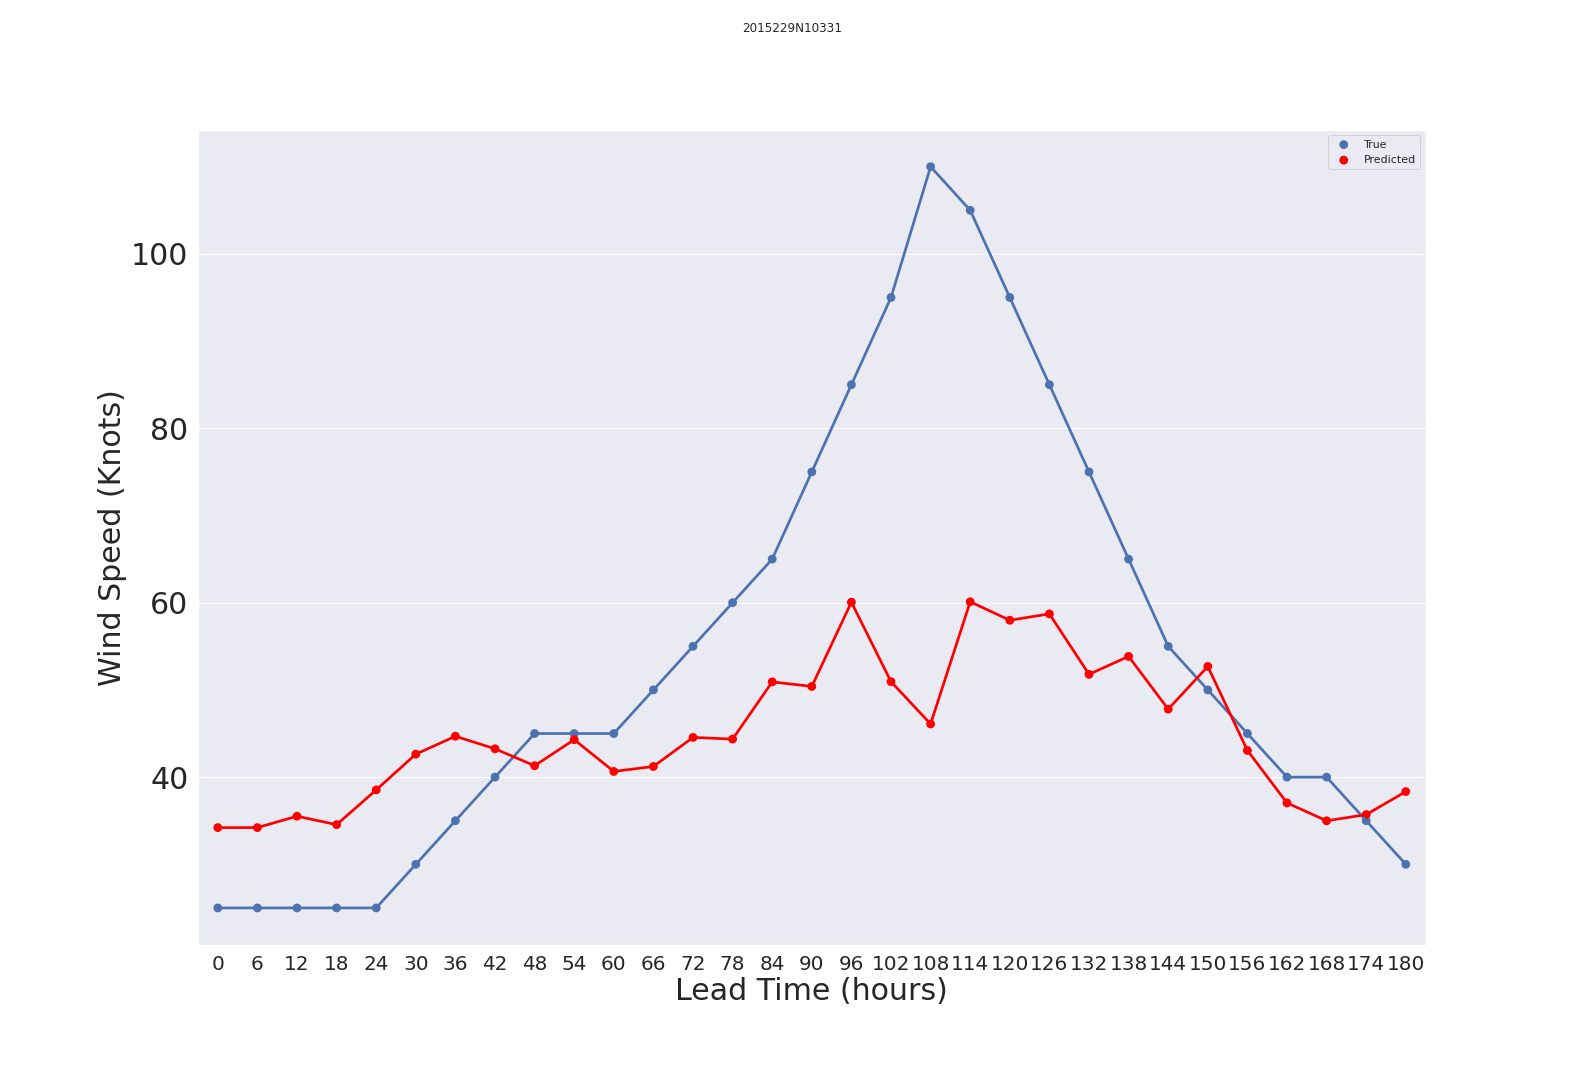 2015229N10331
True
Predicted
100
80
60
40
Wind Speed (Knots)
0 6 12 18 24 30 36 42 48 54 60 66 72 78 84 90 96 102 108 114 120 126 132 138 144 150 156 162 168 174 180
Lead Time (hours)